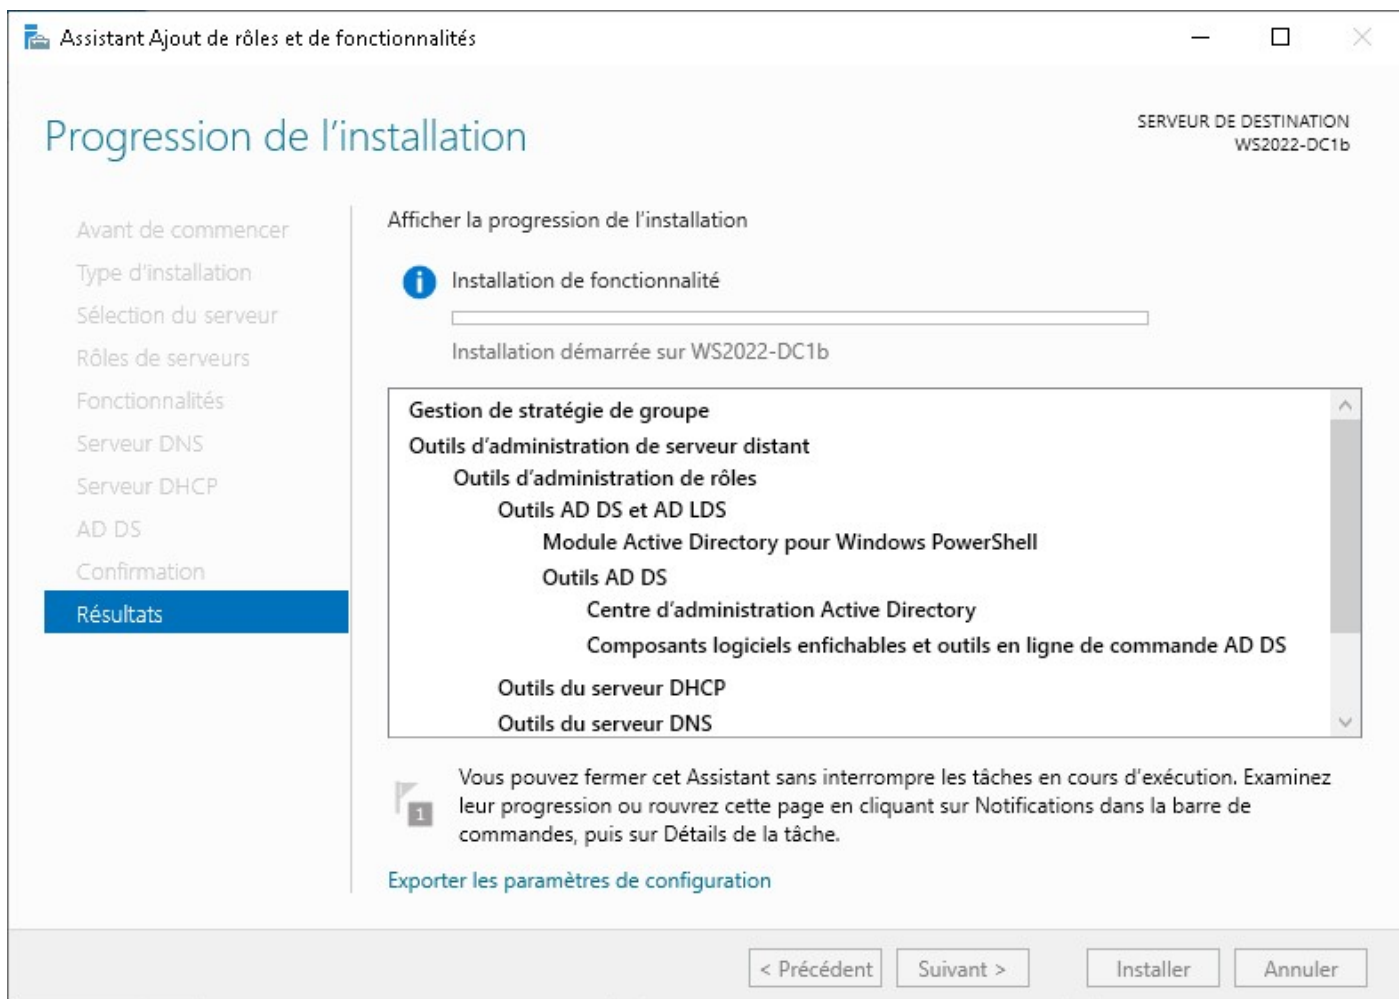 Assistant Ajout de rôles et de fonctionnalités
Progression de l'installation
SERVEUR DE DESTINATION
WS2022-DC1b
Avant de commencer
Type d'installation
Sélection du serveur
Rôles de serveurs
Fonctionnalités
Serveur DNS
Serveur DHCP
AD DS
Confirmation
Résultats
Afficher la progression de l'installation
Installation de fonctionnalité
Installation démarrée sur WS2022-DC1b
Gestion de stratégie de groupe
Outils d'administration de serveur distant
Outils d'administration de rôles
Outils AD DS et AD LDS
Module Active Directory pour Windows PowerShell
Outils AD DS
Centre d'administration Active Directory
Composants logiciels enfichables et outils en ligne de commande AD DS
Outils du serveur DHCP
Outils du serveur DNS
1
Vous pouvez fermer cet Assistant sans interrompre les tâches en cours d'exécution. Examinez
leur progression ou rouvrez cette page en cliquant sur Notifications dans la barre de
commandes, puis sur Détails de la tâche.
Exporter les paramètres de configuration
< Précédent
Suivant >
Installer
Annuler